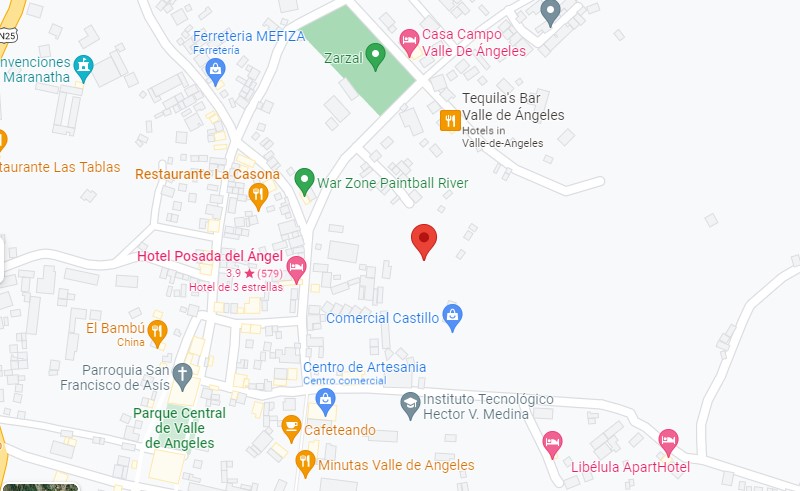 N25
Ferreteria MEFIZA
Ferretería
Casa Campo
Valle De Ángeles
Zarzal
nvenciones
Maranatha
Tequila's Bar
Valle de Ángeles
Hotels in
Valle-de-Angeles
taurante Las Tablas
Restaurante La Casona
War Zone Paintball River
Hotel Posada del Ángel
3.9 ★ (579)
Hotel de 3 estrellas
Comercial Castillo
El Bambú
China
Parroquia San
Francisco de Asís
Centro de Artesania
Centro comercial
Instituto Tecnológico
Hector V. Medina
Parque Central
de Valle
de Angeles
Cafeteando
Minutas Valle de Angeles
Libélula ApartHotel